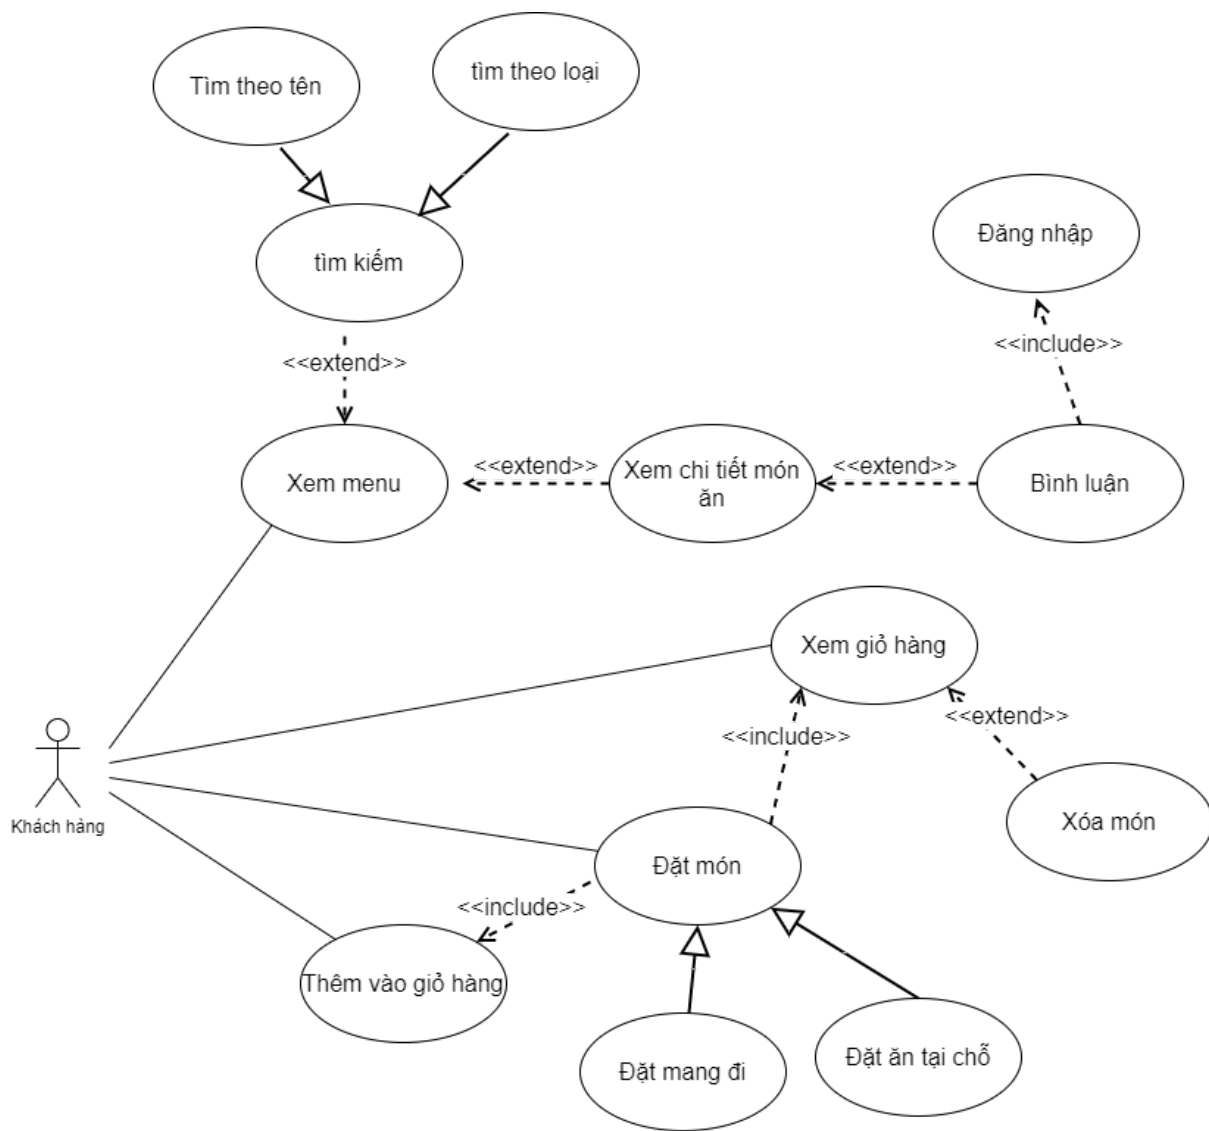 Tìm theo tên
tìm theo loại
tìm kiếm
Đăng nhập
<<extend>>
<<include>>
Xem menu
<<extend>>
Xem chi tiết món
ăn
<<extend>>
Bình luận
Xem giỏ hàng
<<include>>
<<extend>>
Khách hàng
Xóa món
Đặt món
<<include>>
Thêm vào giỏ hàng
Đặt mang đi
Đặt ăn tại chỗ